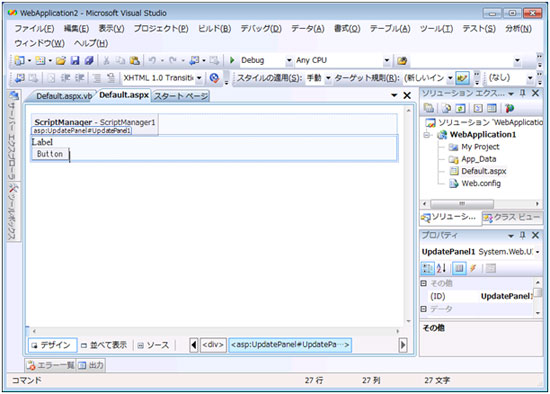 WebApplication2 - Microsoft Visual Studio
ファイル(F) 編集(E) 表示(V) プロジェクト(P) ビルド(B) デバッグ(D) データ(A) 書式(O) テーブル(A) ツール(T) テスト(S) 分析(N)
ウィンドウ(W) ヘルプ(H)
Debug Any CPU
XHTML 1.0 Transitio スタイルの適用(S): 手動 ターゲット規則(R): (新しいイン (なし)
サーバー エクスプローラ
ツールボックス
Default.aspx.vb Default.aspx スタート ページ
ScriptManager - ScriptManager1
asp:UpdatePanel#UpdatePanel1
Label
Button
デザイン 並べて表示 ソース <div> <asp:UpdatePanel#UpdatePa…>
ソリューション エクス...
ソリューション 'WebApplication
WebApplication1
My Project
App_Data
Default.aspx
Web.config
ソリューシ... クラス ビュー
プロパティ
UpdatePanel1 System.Web.U
その他
(ID) UpdatePanel1
データ
その他
エラー一覧 出力
コマンド 27 行 27 列 27 文字